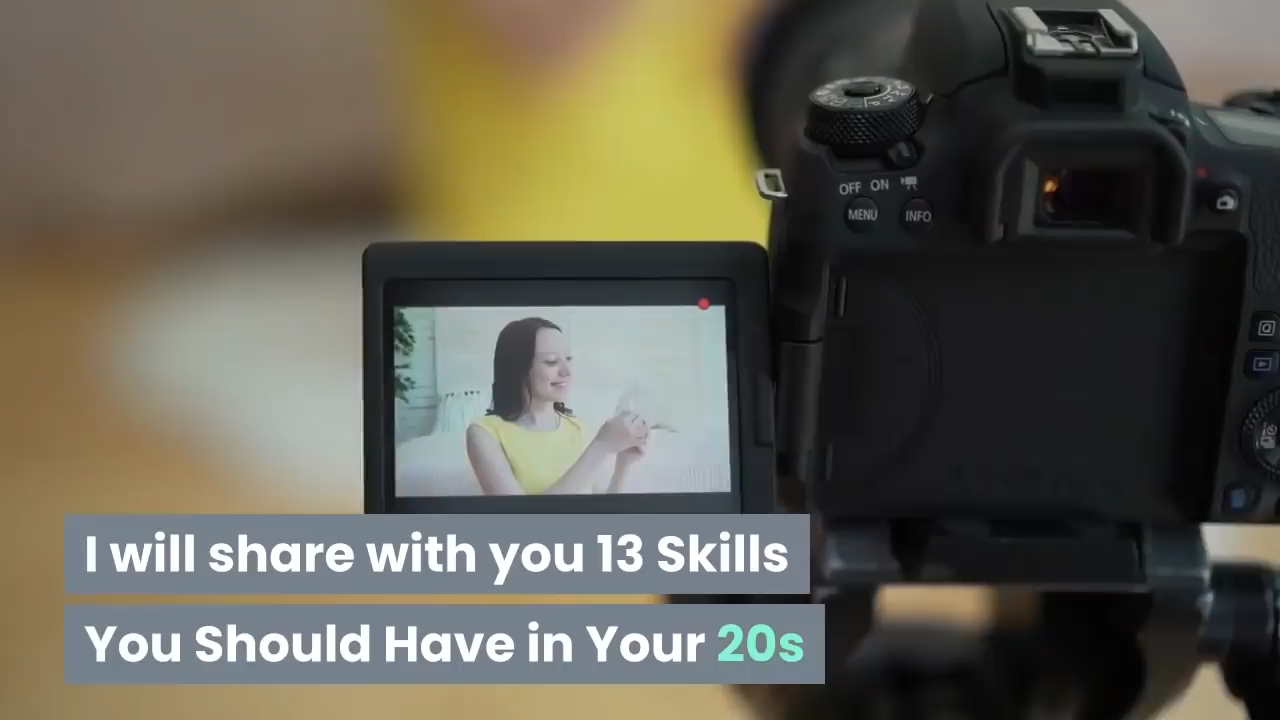 OFF ON
MENU INFO
Q
I will share with you 13 Skills
You Should Have in Your 20s